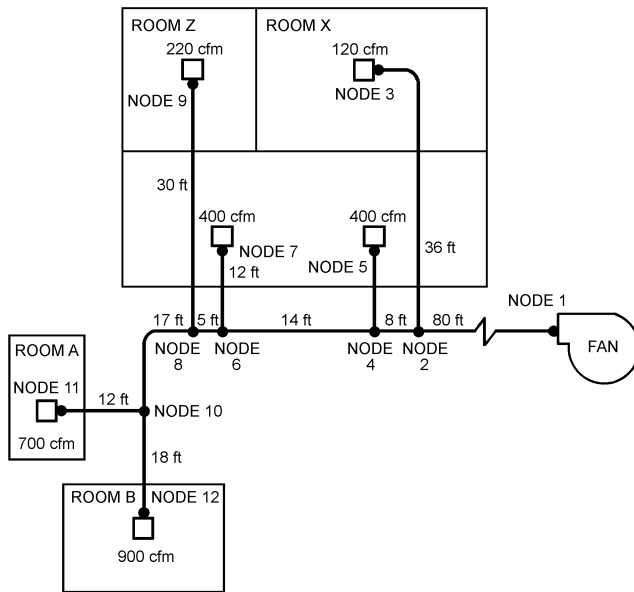 ROOM Z
220 cfm
NODE 9
ROOM X
120 cfm
NODE 3
30 ft
400 cfm
NODE 7
12 ft
400 cfm
NODE 5
36 ft
NODE 1
FAN
17 ft
5 ft
14 ft
8 ft
80 ft
NODE
8
NODE
6
NODE
4
NODE
2
ROOM A
NODE 11
12 ft
700 cfm
NODE 10
18 ft
ROOM B
NODE 12
900 cfm